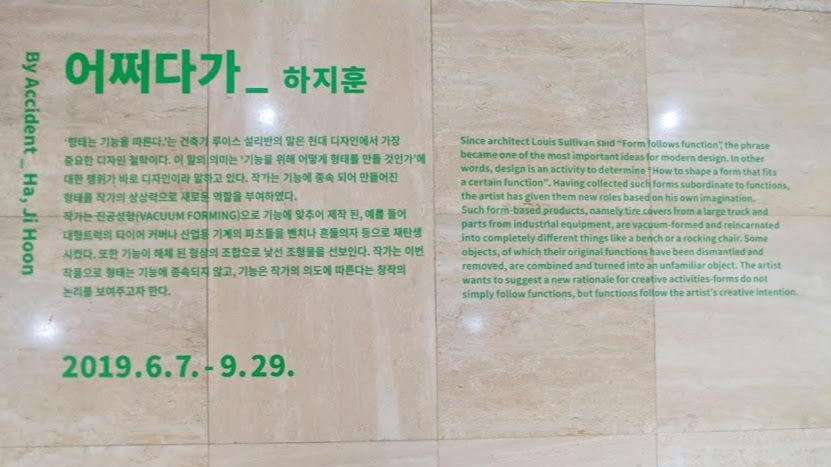 By Accident _ Ha, Ji Hoon
어쩌다가_ 하지훈
‘형태는 기능을 따른다.’는 건축가 루이스 설리반의 말은 현대 디자인에서 가장
중요한 디자인 철학이다. 이 말의 의미는 ‘기능을 위해 어떻게 형태를 만들 것인가’에
대한 행위가 바로 디자인이라 말하고 있다. 작가는 기능에 종속 되어 만들어진
형태를 작가의 상상력으로 새로운 역할을 부여하였다.
작가는 진공성형(VACUUM FORMING)으로 기능에 맞추어 제작 된, 예를 들어
대형트럭의 타이어 커버나 산업용 기계의 파츠들을 벤치나 흔들의자 등으로 재탄생
시켰다. 또한 기능이 해체 된 형상의 조합으로 낯선 조형물을 선보인다. 작가는 이번
작품으로 형태는 기능에 종속되지 않고, 기능은 작가의 의도에 따른다는 창작의
논리를 보여주고자 한다.
2019.6.7. - 9.29.
Since architect Louis Sullivan said “Form follows function”, the phrase
became one of the most important ideas for modern design. In other
words, design is an activity to determine “How to shape a form that fits
a certain function”. Having collected such forms subordinate to functions,
the artist has given them new roles based on his own imagination.
Such form-based products, namely tire covers from a large truck and
parts from industrial equipment, are vacuum-formed and reincarnated
into completely different things like a bench or a rocking chair. Some
objects, of which their original functions have been dismantled and
removed, are combined and turned into an unfamiliar object. The artist
wants to suggest a new rationale for creative activities-forms do not
simply follow functions, but functions follow the artist’s creative intention.